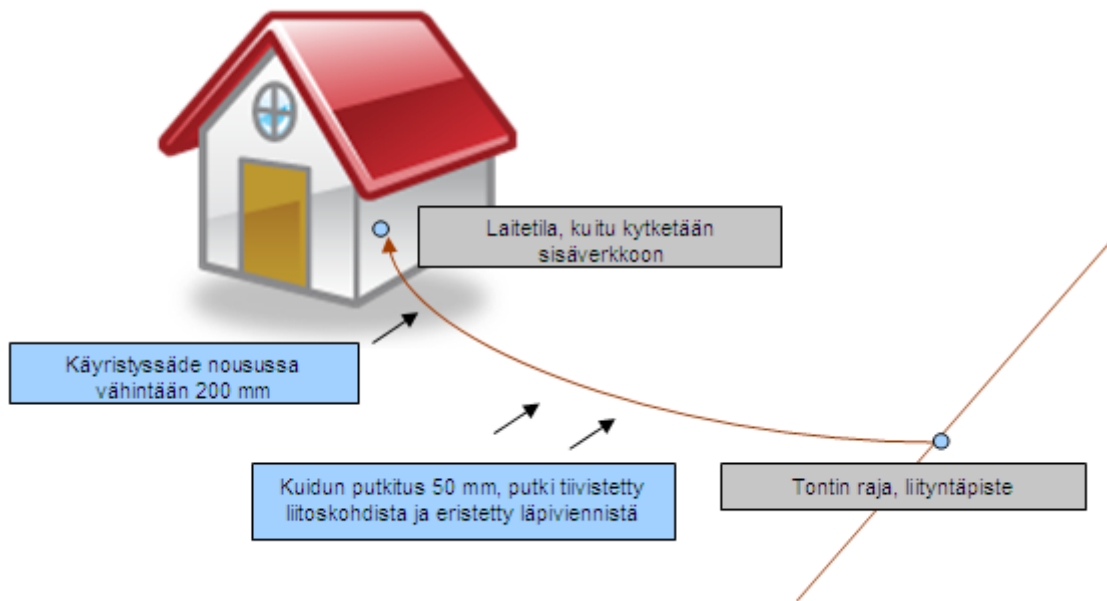 Laitetila, kuitu kytketään
sisäverkkoon
Käyristyssäde nousussa
vähintään 200 mm
Kuidun putkitus 50 mm, putki tiivistetty
liitoskohdista ja eristetty läpiviennistä
Tontin raja, liityntäpiste